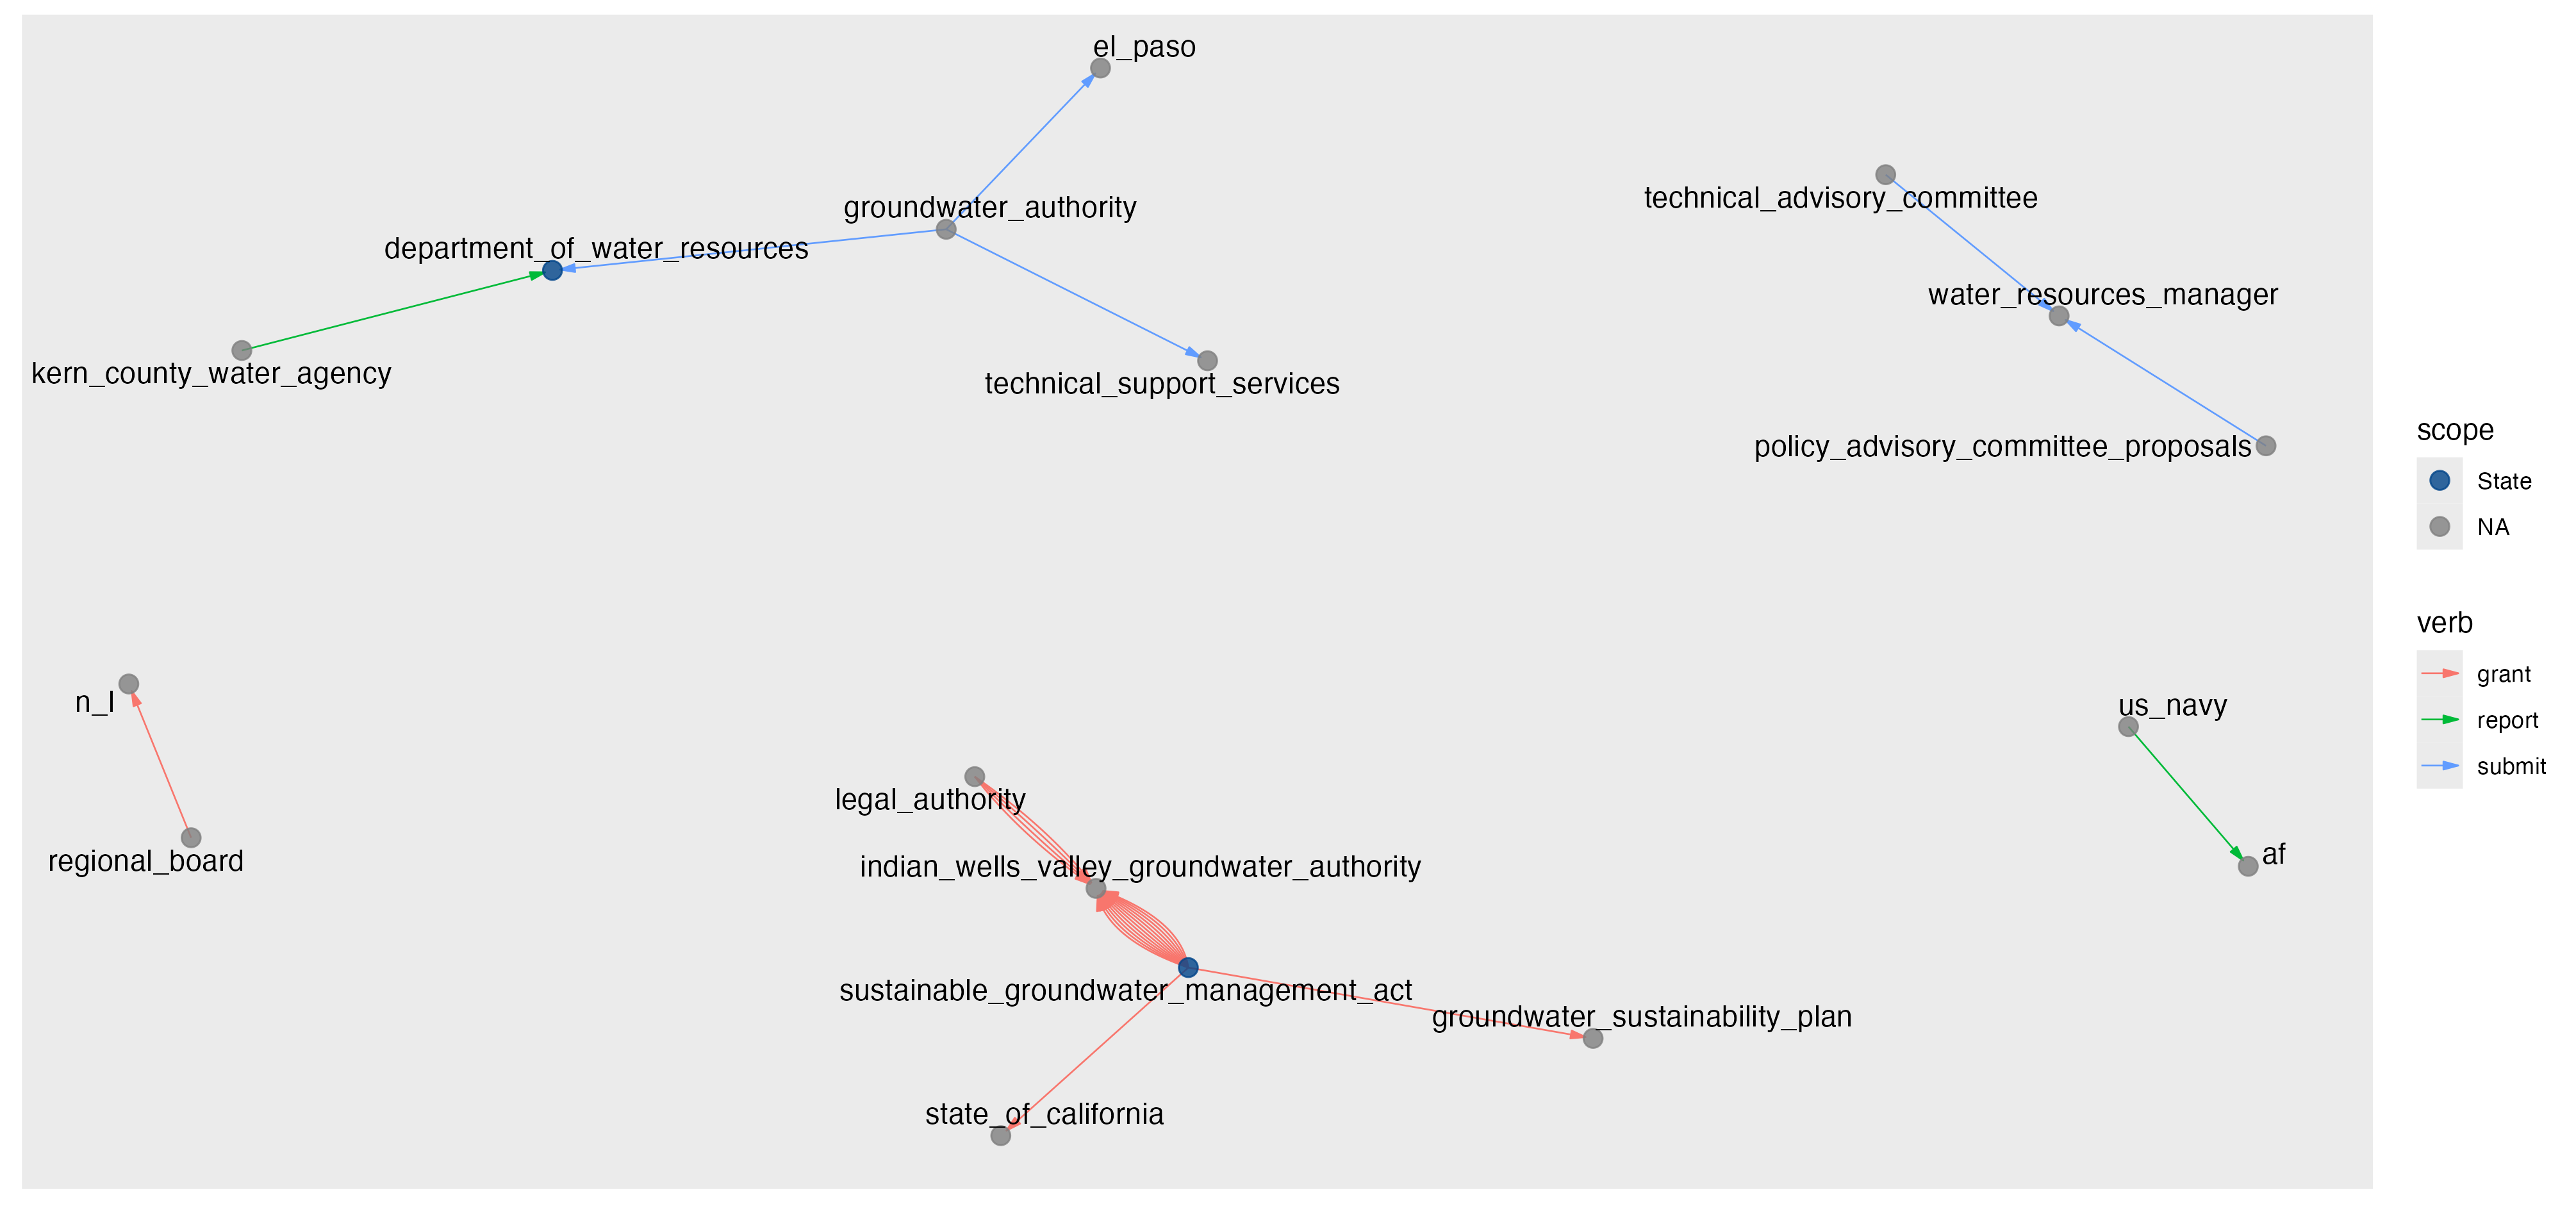 el_paso
technical_advisory_committee
groundwater_authority
department_of_water_resources
water_resources_manager
kern_county_water_agency
technical_support_services
policy_advisory_committee_proposals
scope
State
NA
verb
grant
report
submit
n_l
us_navy
legal_authority
regional_board
indian_wells_valley_groundwater_authority
af
sustainable_groundwater_management_act
groundwater_sustainability_plan
state_of_california